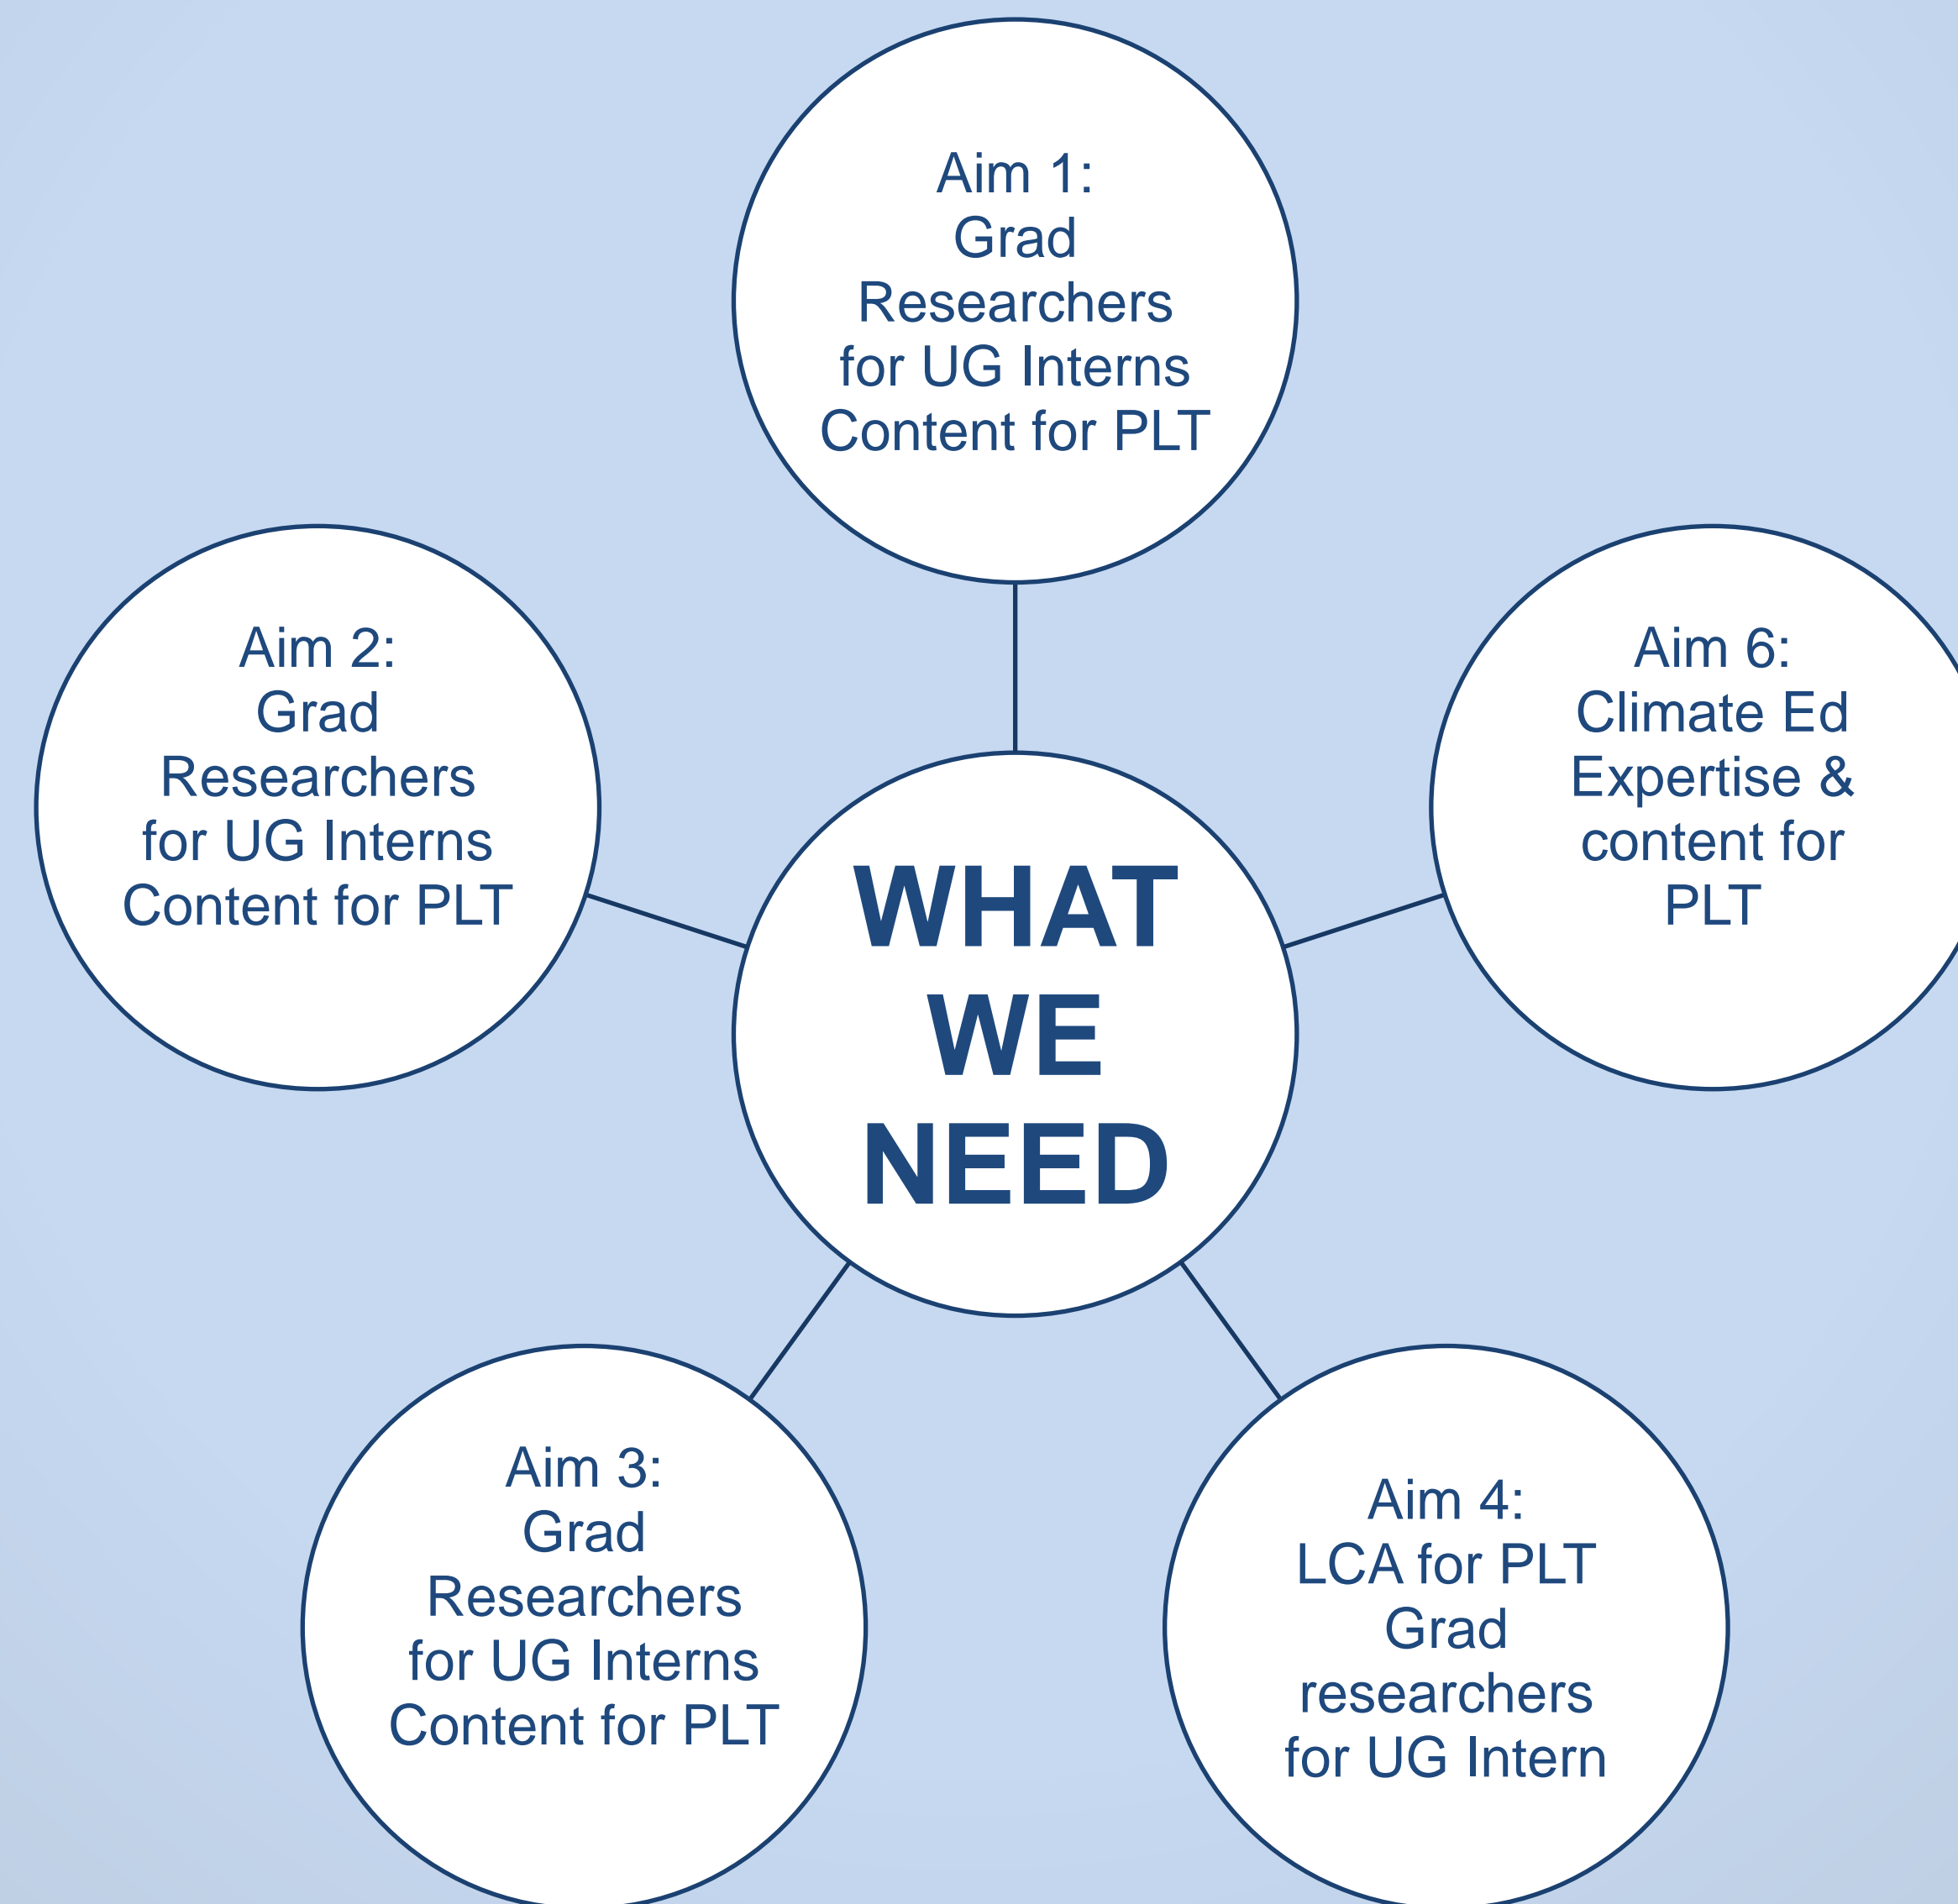 Aim 1:
Grad
Researchers
for UG Interns
Content for PLT
Aim 2:
Grad
Researchers
for UG Interns
Content for PLT
Aim 6:
Climate Ed
Expertise &
content for
PLT
WHAT
WE
NEED
Aim 3:
Grad
Researchers
for UG Interns
Content for PLT
Aim 4:
LCA for PLT
Grad
researchers
for UG Intern